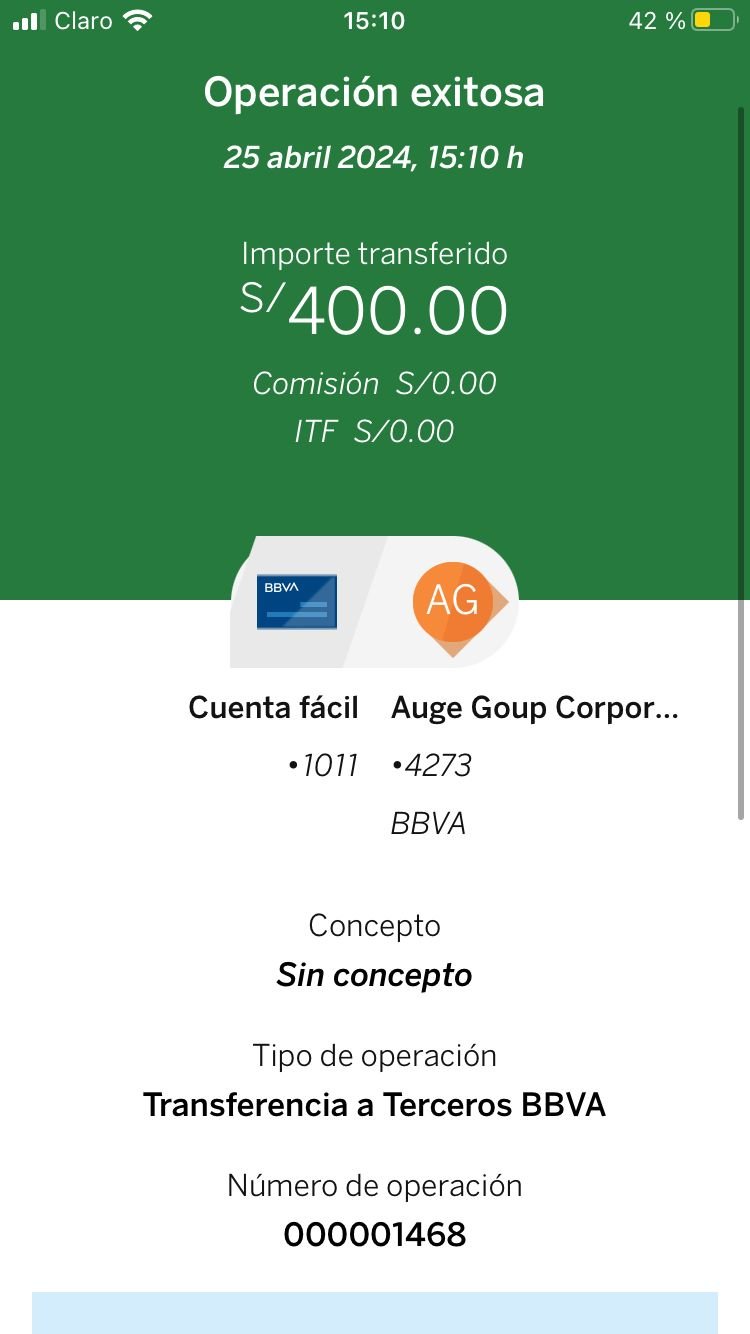 Claro 15:10 42 %
Operación exitosa
25 abril 2024, 15:10 h
Importe transferido
S/400.00
Comisión S/0.00
ITF S/0.00
BBVA AG
Cuenta fácil Auge Goup Corpor...
•1011 •4273
BBVA
Concepto
Sin concepto
Tipo de operación
Transferencia a Terceros BBVA
Número de operación
000001468